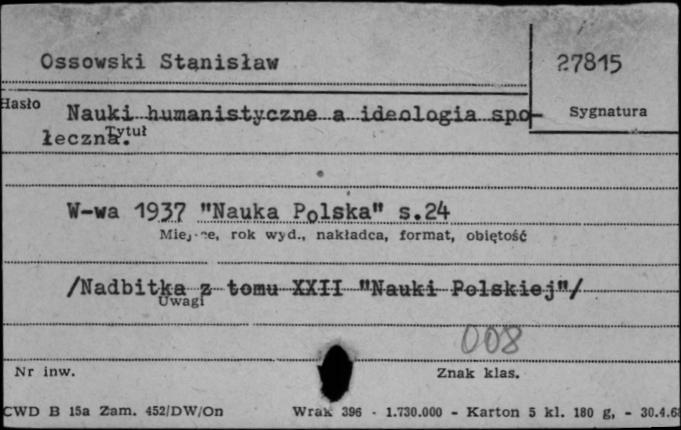 Ossowski Stanisław
27815
Hasło
Nauki humanistyczne a ideologia spo-
Sygnatura
łeczna.
Tytuł
W-wa 1937 "Nauka Polska" s.24
Miejsce, rok wyd., nakładca, format, objętość
/Nadbitka z tomu XXII "Nauki Polskiej"/
Uwagi
008
Nr inw.
Znak klas.
CWD B 15a Zam. 452/DW/On
Wrak 396 - 1.730.000 - Karton 5 kl. 180 g, - 30.4.68